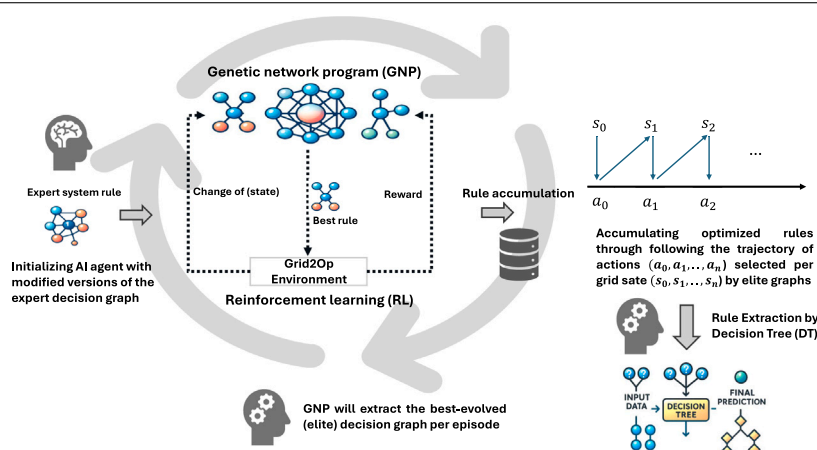 Genetic network program (GNP)
Expert system rule
Initializing AI agent with
modified versions of the
expert decision graph
Change of (state)
Best rule
Reward
Grid2Op
Environment
Reinforcement learning (RL)
GNP will extract the best-evolved
(elite) decision graph per episode
Rule accumulation
s₀ s₁ s₂ ...
a₀ a₁ a₂
Accumulating optimized rules
through following the trajectory of
actions (a₀, a₁,.., aₙ) selected per
grid sate (s₀, s₁,.., sₙ) by elite graphs
Rule Extraction by
Decision Tree (DT)
? ? ? ? ?
INPUT
DATA
DECISION
TREE
FINAL
PREDICTION